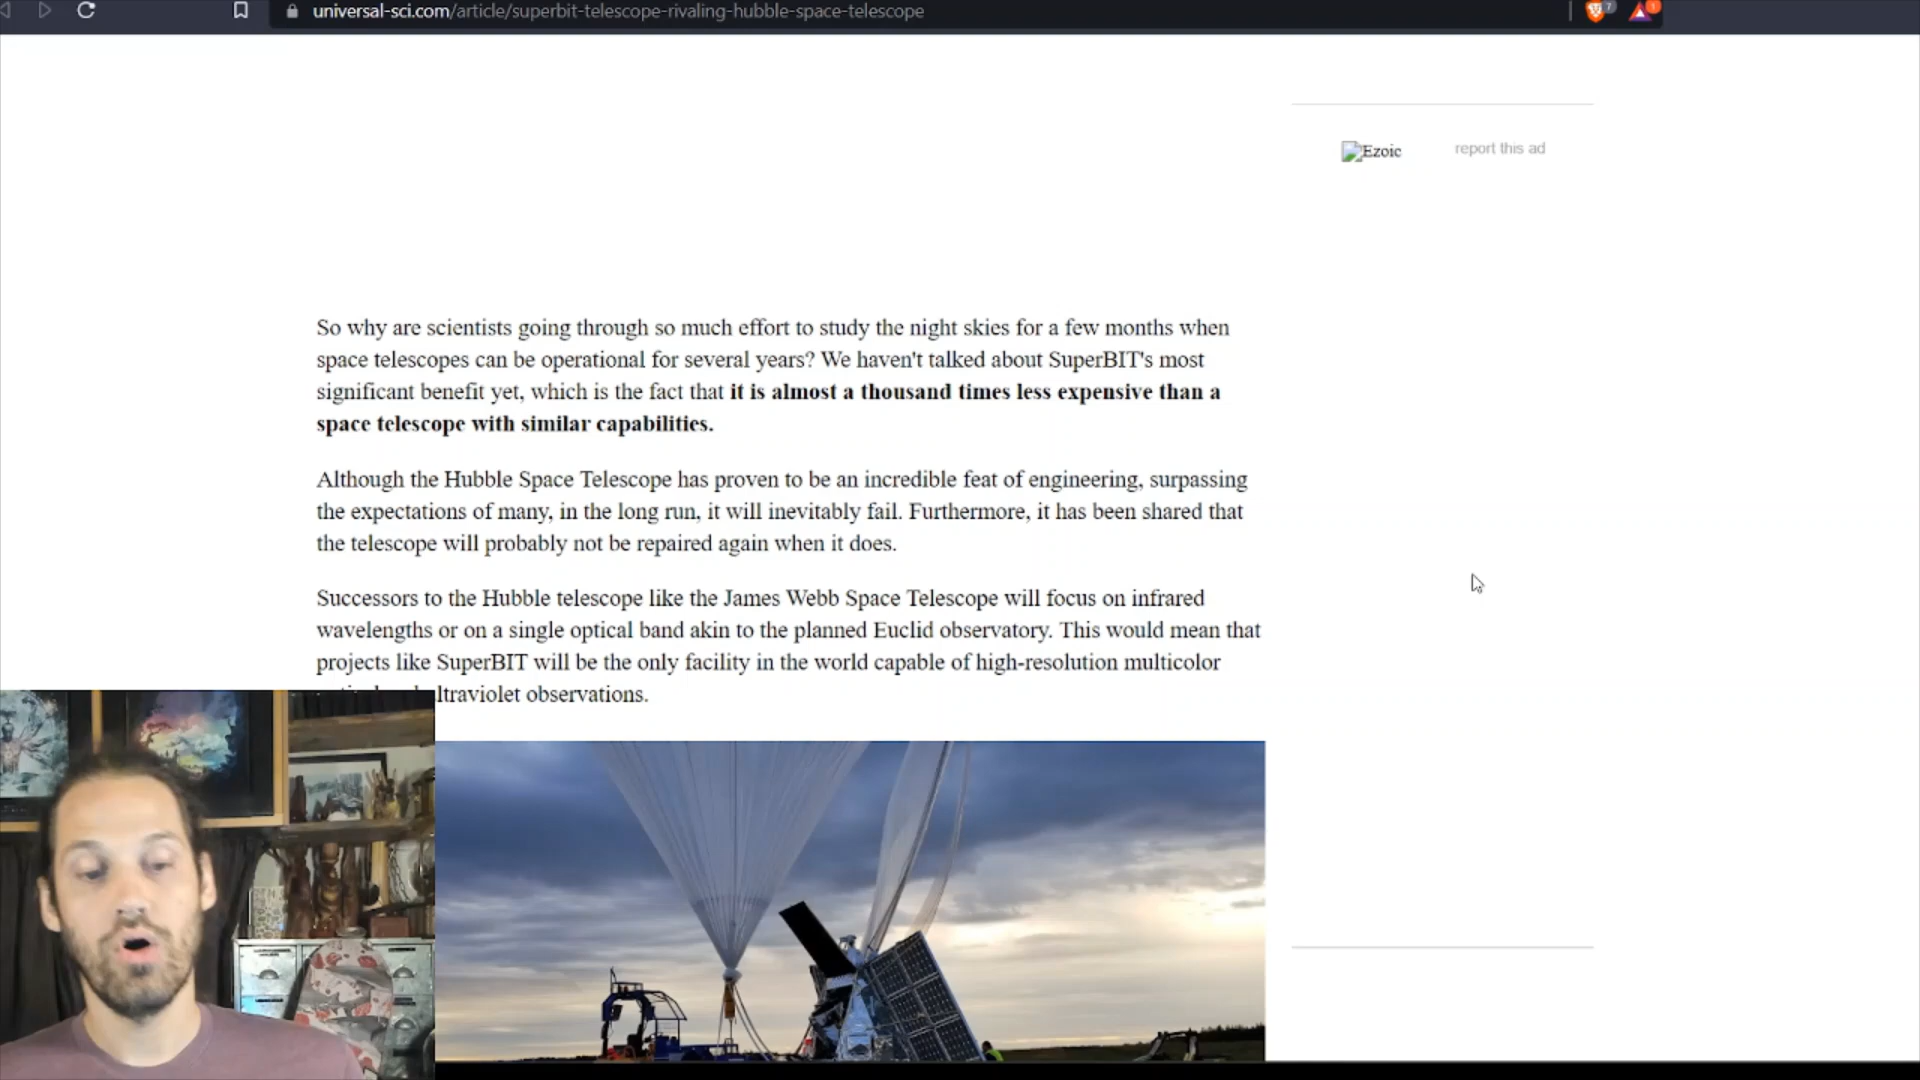 universal-sci.com/article/superbit-telescope-rivaling-hubble-space-telescope
7
1
Ezoic
report this ad
So why are scientists going through so much effort to study the night skies for a few months when
space telescopes can be operational for several years? We haven't talked about SuperBIT's most
significant benefit yet, which is the fact that it is almost a thousand times less expensive than a
space telescope with similar capabilities.
Although the Hubble Space Telescope has proven to be an incredible feat of engineering, surpassing
the expectations of many, in the long run, it will inevitably fail. Furthermore, it has been shared that
the telescope will probably not be repaired again when it does.
Successors to the Hubble telescope like the James Webb Space Telescope will focus on infrared
wavelengths or on a single optical band akin to the planned Euclid observatory. This would mean that
projects like SuperBIT will be the only facility in the world capable of high-resolution multicolor
ltraviolet observations.